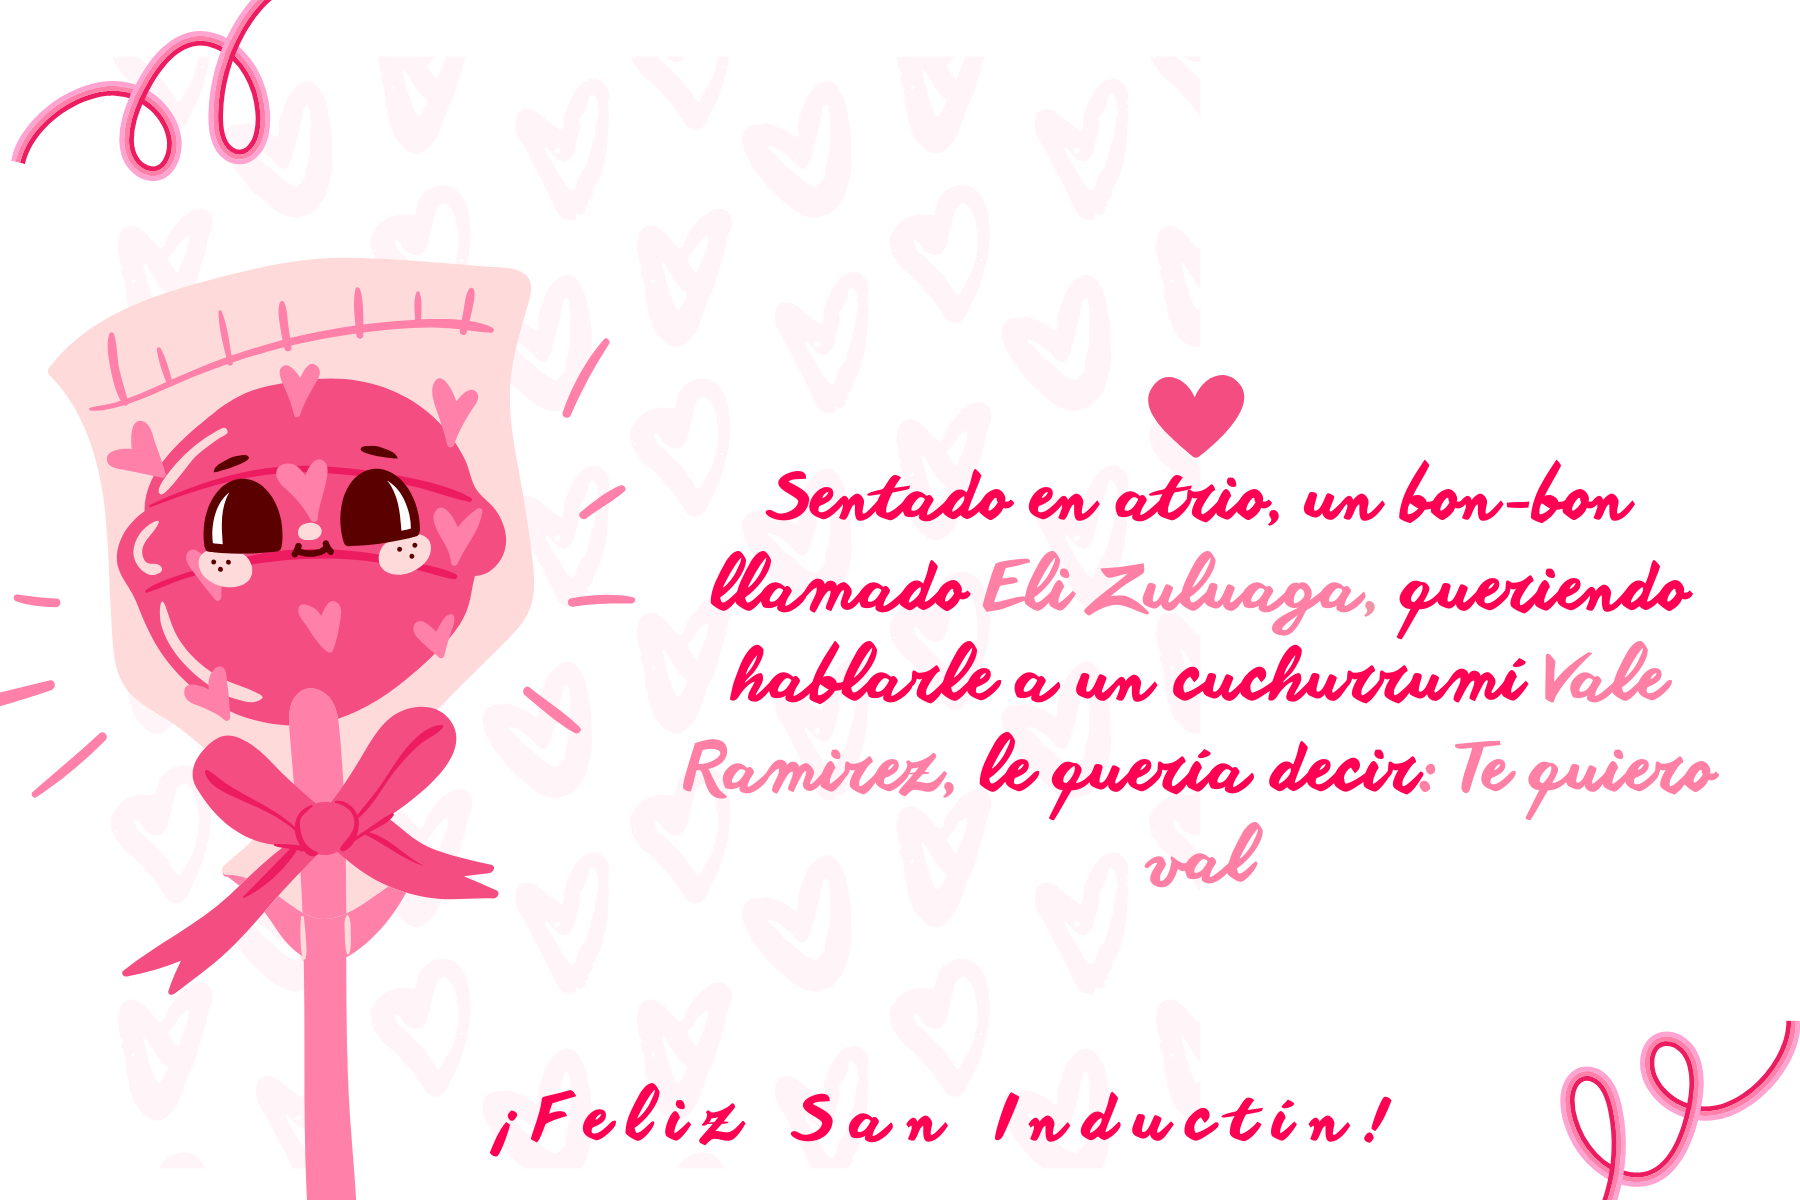 Sentado en atrio, un bon-bon
llamado Eli Zuluaga, queriendo
hablarle a un cuchurrumí Vale
Ramirez, le quería decir: Te quiero
val
¡Feliz San Inductín!